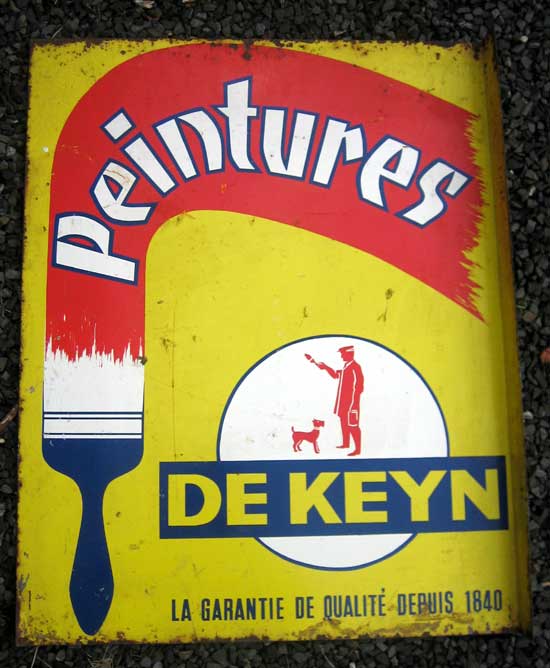 Peintures
DE KEYN
LA GARANTIE DE QUALITÉ DEPUIS 1840